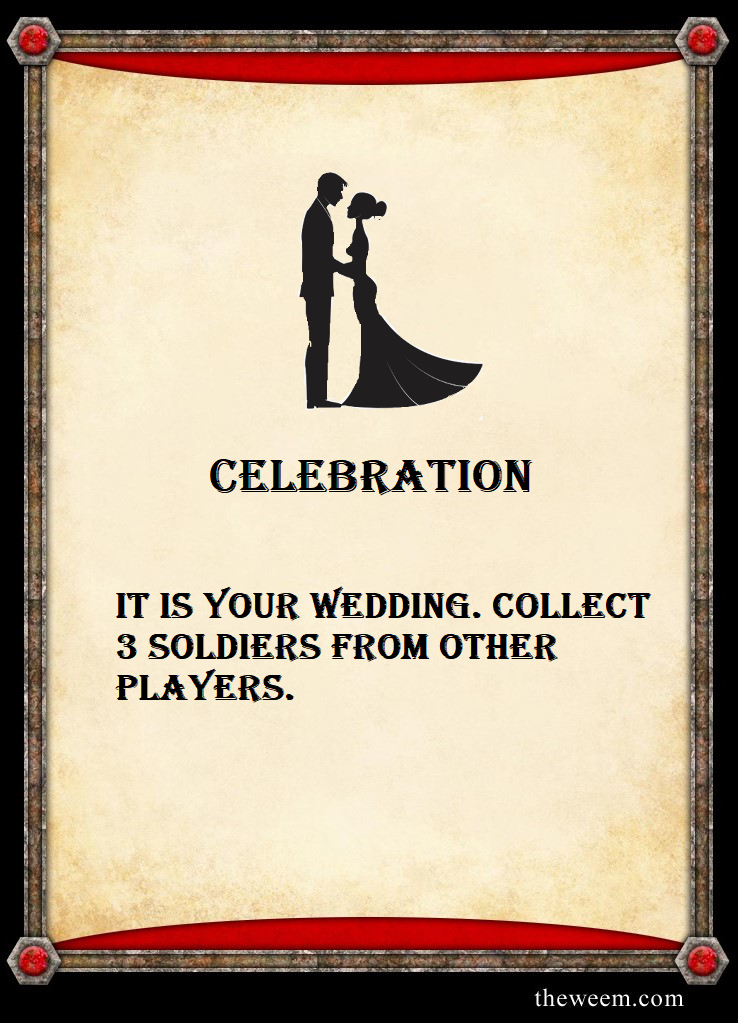 CELEBRATION
IT IS YOUR WEDDING. COLLECT
3 SOLDIERS FROM OTHER
PLAYERS.
theweem.com